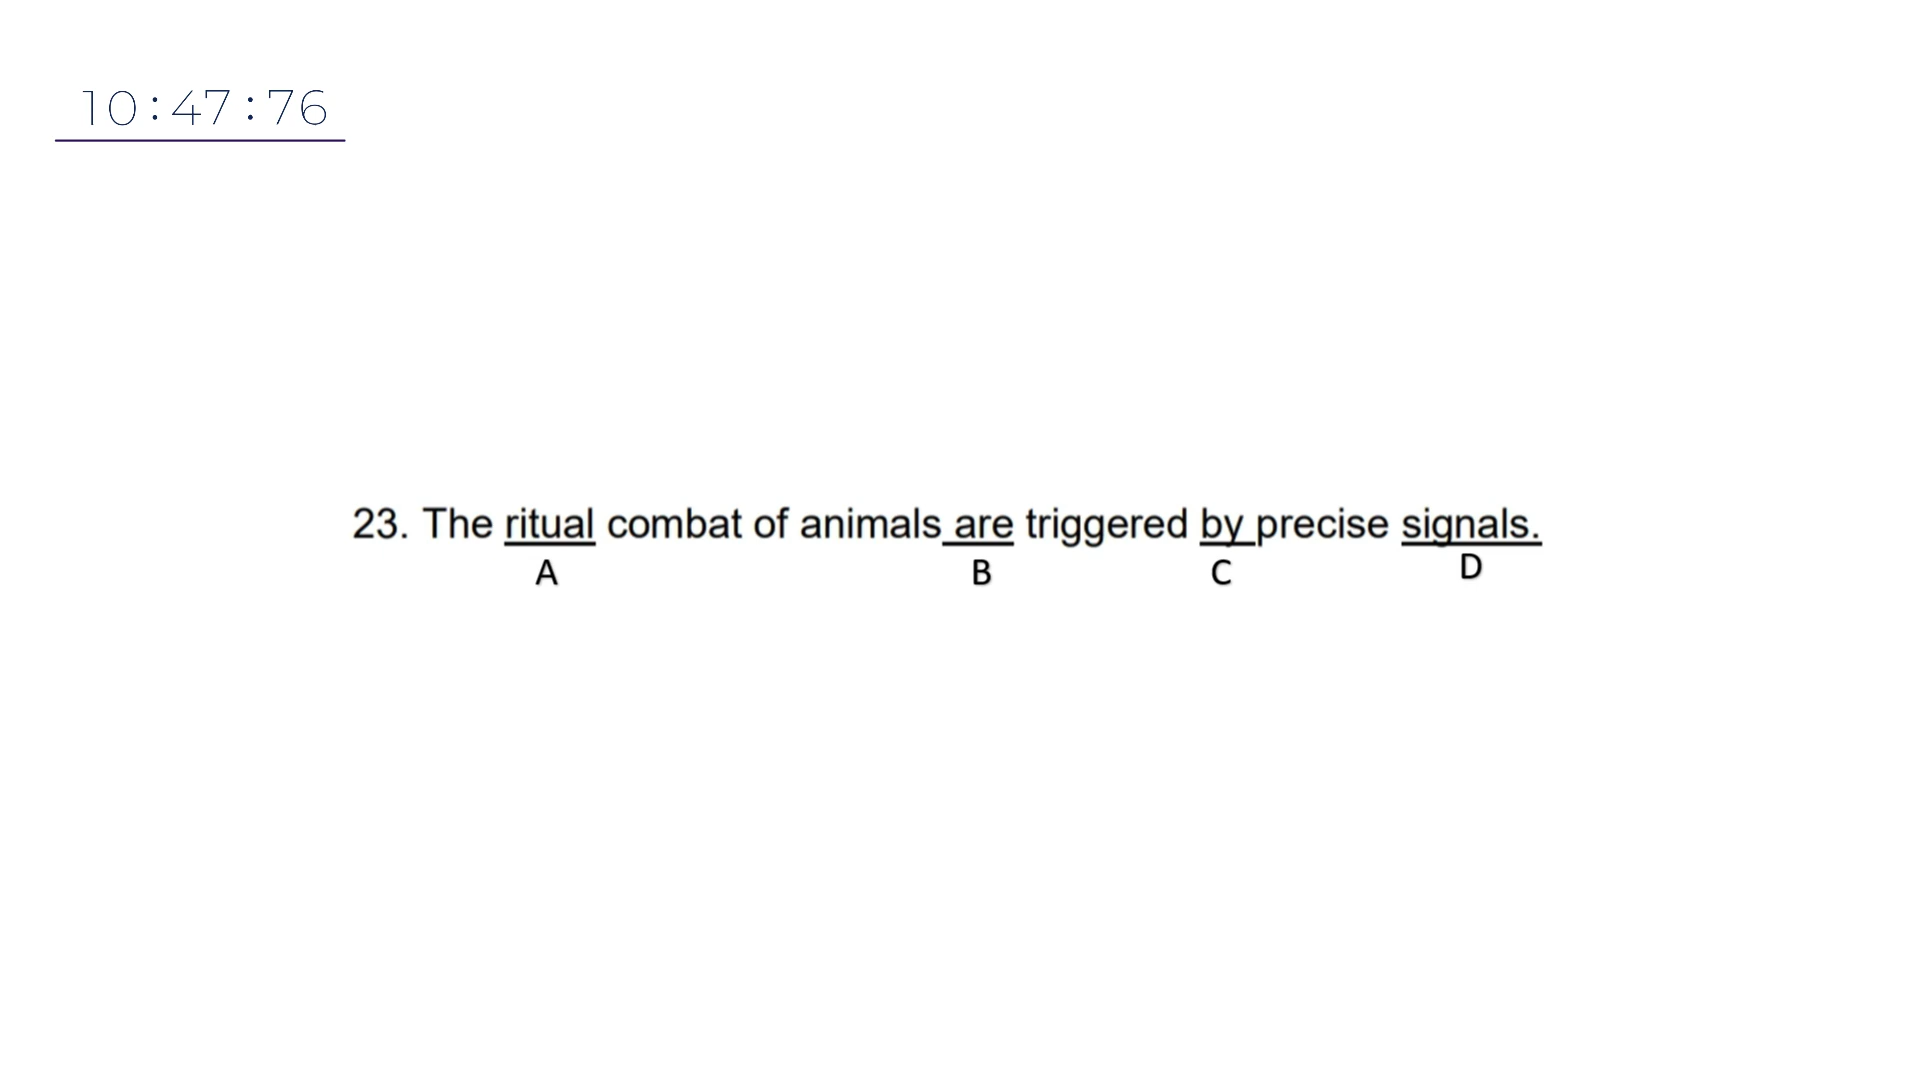 10:47:76
23. The ritual combat of animals are triggered by precise signals.
A B C D